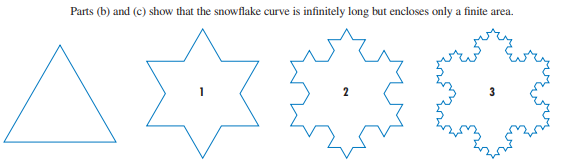 Parts (b) and (c) show that the snowflake curve is infinitely long but encloses only a finite area.
1 2 3